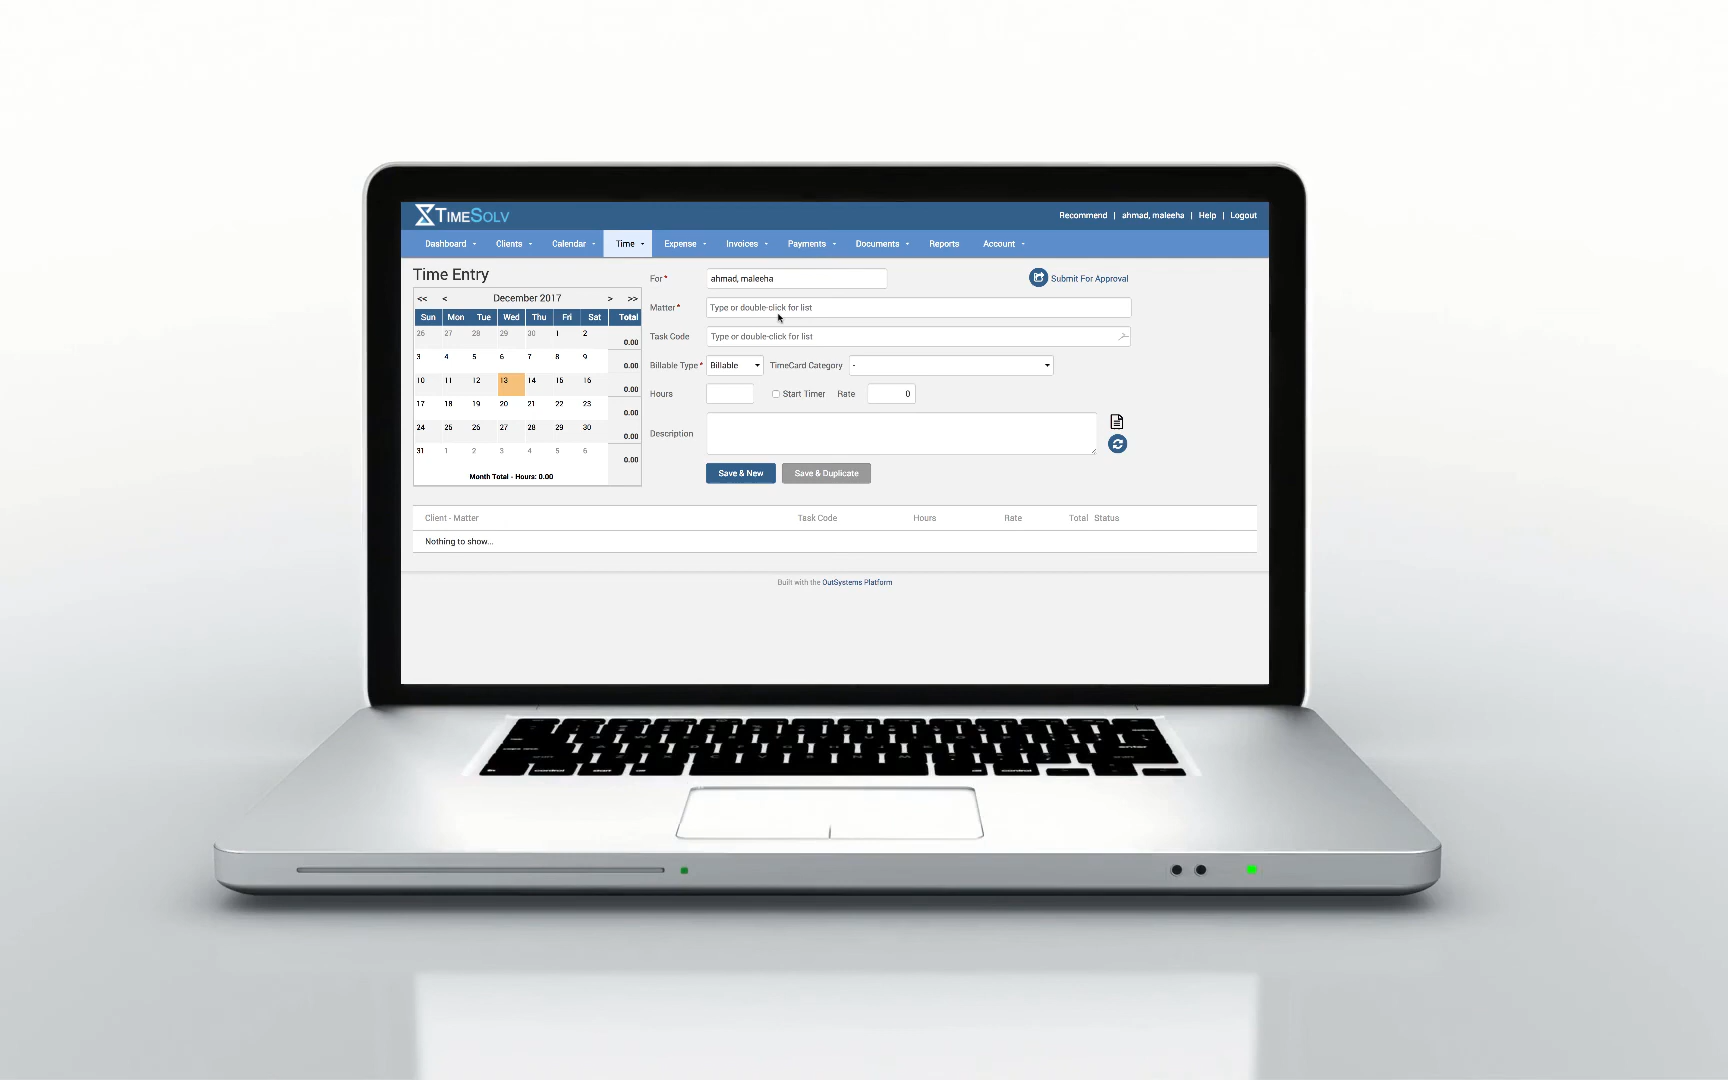 TIMESOLV
Recommend | ahmad, maleeha | Help | Logout
Dashboard Clients Calendar Time Expense Invoices Payments Documents Reports Account
Time Entry
<< < December 2017 > >>
Sun Mon Tue Wed Thu Fri Sat Total
26 27 28 29 30 1 2 0.00
3 4 5 6 7 8 9 0.00
10 11 12 13 14 15 16 0.00
17 18 19 20 21 22 23 0.00
24 25 26 27 28 29 30 0.00
31 1 2 3 4 5 6 0.00
Month Total - Hours: 0.00
For* ahmad, maleeha
Submit For Approval
Matter* Type or double-click for list
Task Code Type or double-click for list
Billable Type* Billable TimeCard Category -
Hours Start Timer Rate 0
Description
Save & New Save & Duplicate
Client - Matter Task Code Hours Rate Total Status
Nothing to show...
Built with the OutSystems Platform